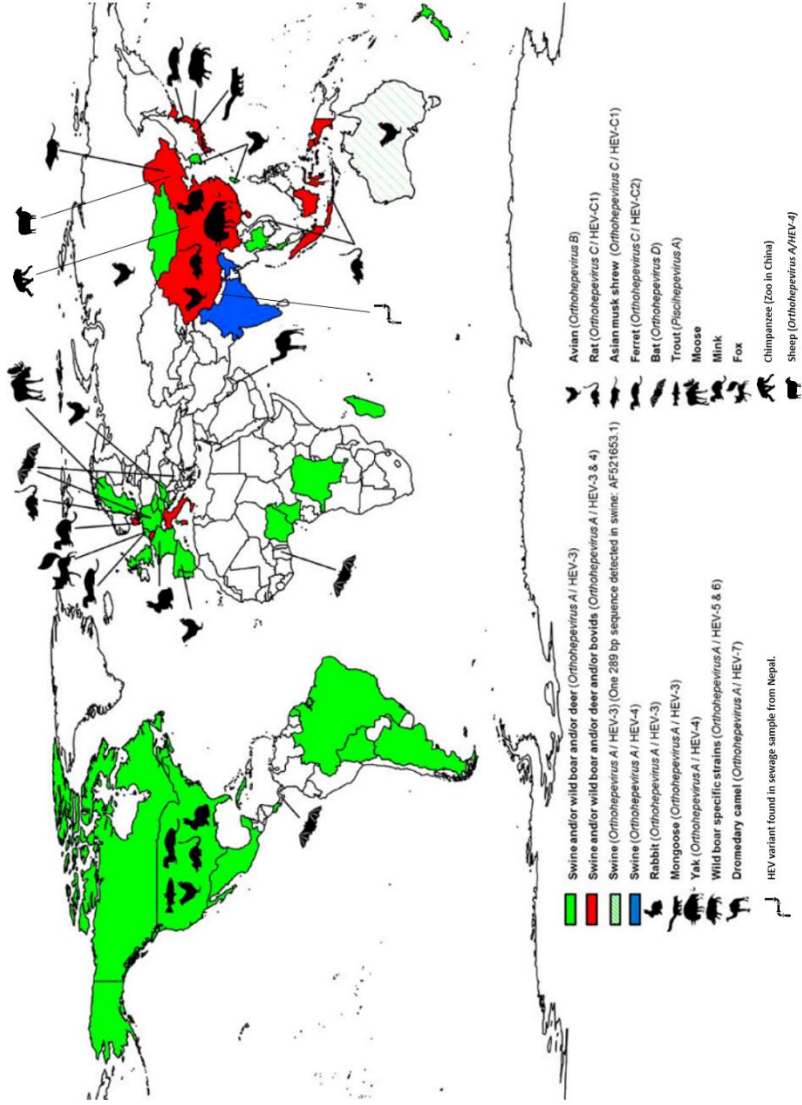 Swine and/or wild boar and/or deer (Orthohepevirus A / HEV-3)
Swine and/or wild boar and/or deer and/or bovids (Orthohepevirus A / HEV-3 & 4)
Swine (Orthohepevirus A / HEV-3) (One 289 bp sequence detected in swine: AF521653.1)
Swine (Orthohepevirus A / HEV-4)
Rabbit (Orthohepevirus A / HEV-3)
Mongoose (Orthohepevirus A / HEV-3)
Yak (Orthohepevirus A / HEV-4)
Wild boar specific strains (Orthohepevirus A / HEV-5 & 6)
Dromedary camel (Orthohepevirus A / HEV-7)
HEV variant found in sewage sample from Nepal.
Avian (Orthohepevirus B)
Rat (Orthohepevirus C / HEV-C1)
Asian musk shrew (Orthohepevirus C / HEV-C1)
Ferret (Orthohepevirus C / HEV-C2)
Bat (Orthohepevirus D)
Trout (Piscihepevirus A)
Moose
Mink
Fox
Chimpanzee (Zoo in China)
Sheep (Orthohepevirus A/HEV-4)